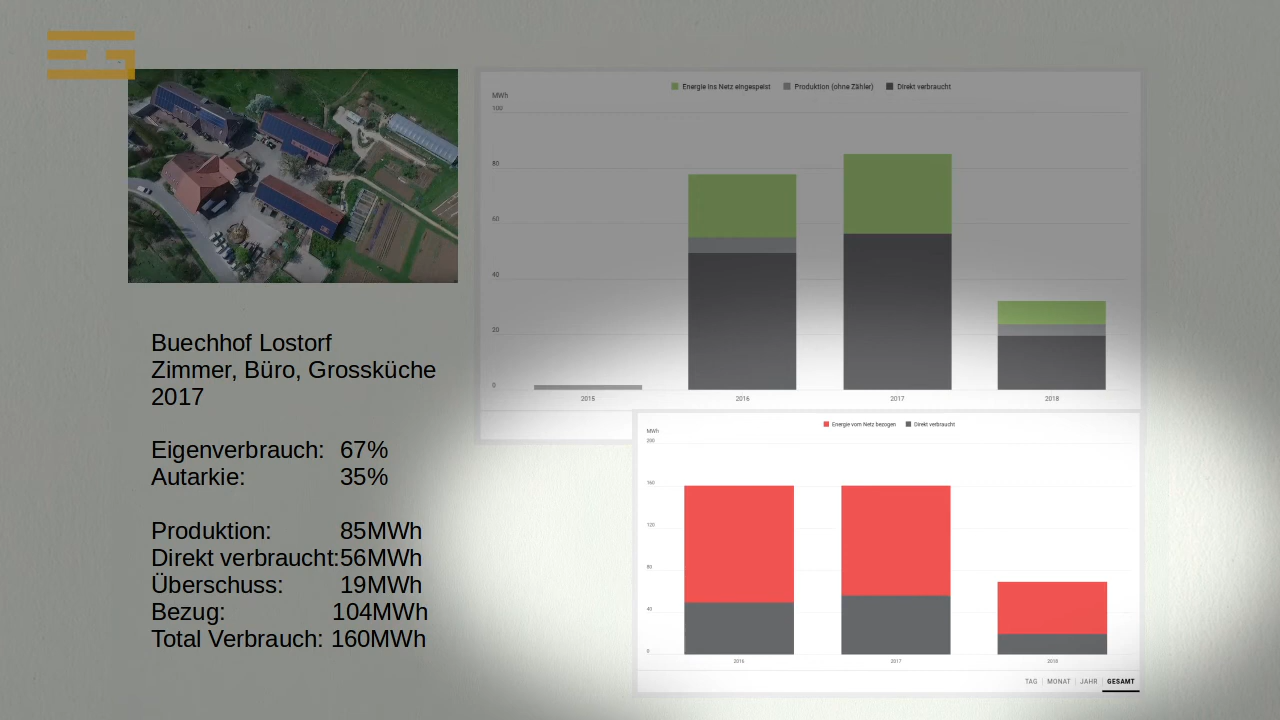 Buechhof Lostorf
Zimmer, Büro, Grossküche
2017
Eigenverbrauch: 67%
Autarkie: 35%
Produktion: 85MWh
Direkt verbraucht:56MWh
Überschuss: 19MWh
Bezug: 104MWh
Total Verbrauch: 160MWh
Energie ins Netz eingespeist Produktion (ohne Zähler) Direkt verbraucht
MWh
100
80
60
40
20
0
2015 2016 2017 2018
Energie vom Netz bezogen Direkt verbraucht
MWh
200
160
120
80
40
0
2016 2017 2018
TAG MONAT JAHR GESAMT